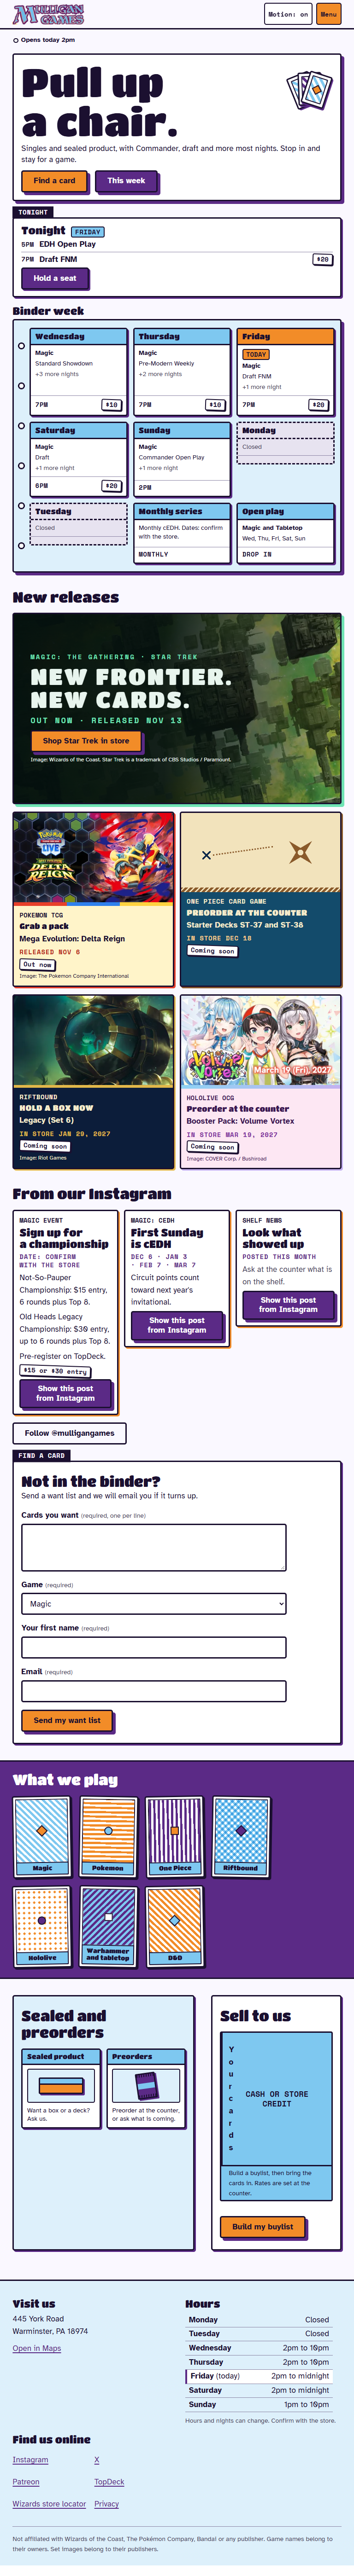 MULLIGAN
GAMES
Motion: on
Menu
Opens today 2pm
Pull up
a chair.
Singles and sealed product, with Commander, draft and more most nights. Stop in and
stay for a game.
Find a card
This week
TONIGHT
Tonight FRIDAY
5PM EDH Open Play
7PM Draft FNM $20
Hold a seat
Binder week
Wednesday
Magic
Standard Showdown
+3 more nights
7PM $10
Thursday
Magic
Pre-Modern Weekly
+2 more nights
7PM $10
Friday
TODAY
Magic
Draft FNM
+1 more night
7PM $20
Saturday
Magic
Draft
+1 more night
6PM $20
Sunday
Magic
Commander Open Play
+1 more night
2PM
Monday
Closed
Tuesday
Closed
Monthly series
Monthly cEDH. Dates: confirm
with the store.
MONTHLY
Open play
Magic and Tabletop
Wed, Thu, Fri, Sat, Sun
DROP IN
New releases
MAGIC: THE GATHERING · STAR TREK
NEW FRONTIER.
NEW CARDS.
OUT NOW · RELEASED NOV 13
Shop Star Trek in store
Image: Wizards of the Coast. Star Trek is a trademark of CBS Studios / Paramount.
Pokémon
LIVE
DELTA
REIGN
POKEMON TCG
Grab a pack
Mega Evolution: Delta Reign
RELEASED NOV 6
Out now
Image: The Pokemon Company International
ONE PIECE CARD GAME
PREORDER AT THE COUNTER
Starter Decks ST-37 and ST-38
IN STORE DEC 18
Coming soon
RIFTBOUND
HOLD A BOX NOW
Legacy (Set 6)
IN STORE JAN 29, 2027
Coming soon
Image: Riot Games
Volume
Vortex
March 19 (Fri), 2027
HOLOLIVE OCG
Preorder at the counter
Booster Pack: Volume Vortex
IN STORE MAR 19, 2027
Coming soon
Image: COVER Corp. / Bushiroad
From our Instagram
MAGIC EVENT
Sign up for
a championship
DATE: CONFIRM
WITH THE STORE
Not-So-Pauper
Championship: $15 entry,
6 rounds plus Top 8.
Old Heads Legacy
Championship: $30 entry,
up to 6 rounds plus Top 8.
Pre-register on TopDeck.
$15 or $30 entry
Show this post
from Instagram
MAGIC: CEDH
First Sunday
is cEDH
DEC 6 · JAN 3
· FEB 7 · MAR 7
Circuit points count
toward next year's
invitational.
Show this post
from Instagram
SHELF NEWS
Look what
showed up
POSTED THIS MONTH
Ask at the counter what is
on the shelf.
Show this post
from Instagram
Follow @mulligangames
FIND A CARD
Not in the binder?
Send a want list and we will email you if it turns up.
Cards you want (required, one per line)
Game (required)
Magic
Your first name (required)
Email (required)
Send my want list
What we play
Magic
Pokemon
One Piece
Riftbound
Hololive
Warhammer
and tabletop
D&D
Sealed and
preorders
Sealed product
Want a box or a deck?
Ask us.
Preorders
Preorder at the counter,
or ask what is coming.
Sell to us
Your cards
CASH OR STORE
CREDIT
Build a buylist, then bring the
cards in. Rates are set at the
counter.
Build my buylist
Visit us
445 York Road
Warminster, PA 18974
Open in Maps
Hours
Monday Closed
Tuesday Closed
Wednesday 2pm to 10pm
Thursday 2pm to 10pm
Friday (today) 2pm to midnight
Saturday 2pm to midnight
Sunday 1pm to 10pm
Hours and nights can change. Confirm with the store.
Find us online
Instagram
X
Patreon
TopDeck
Wizards store locator
Privacy
Not affiliated with Wizards of the Coast, The Pokémon Company, Bandai or any publisher. Game names belong to
their owners. Set images belong to their publishers.